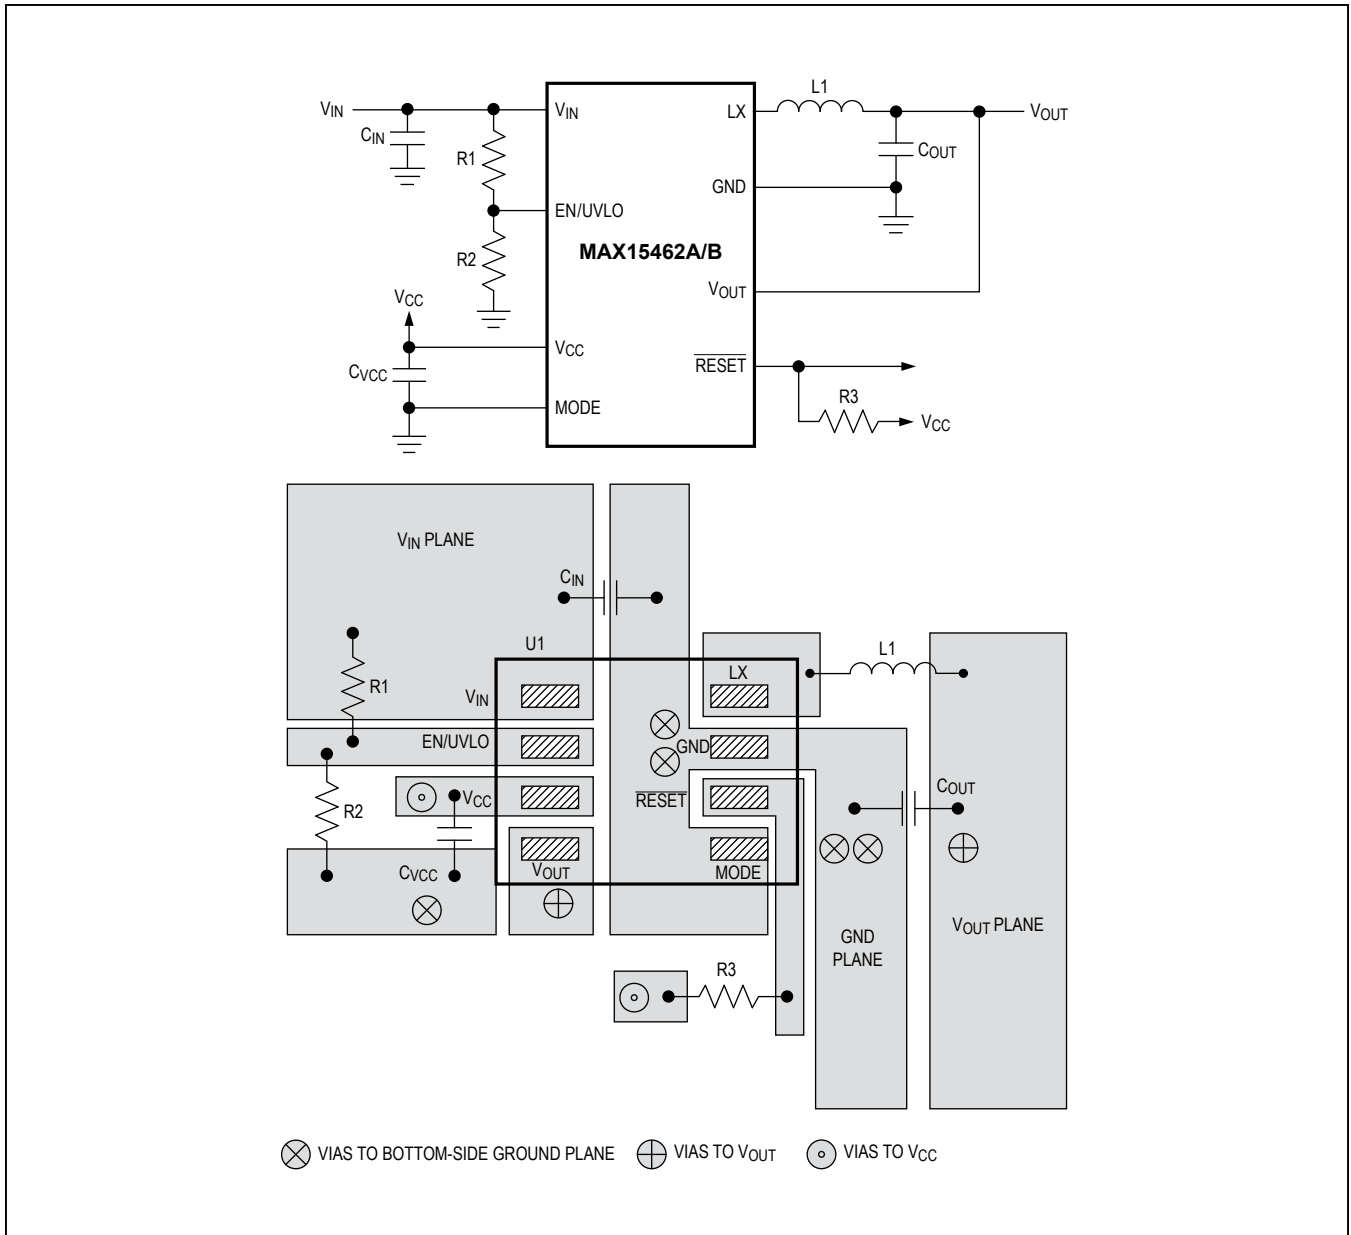 L1
VIN VIN LX VOUT
CIN
R1 COUT
GND
EN/UVLO
MAX15462A/B
R2
VOUT
VCC
VCC
RESET
CVCC
R3
MODE
VCC
VIN PLANE
CIN
U1
L1
LX
R1
VIN
EN/UVLO GND
COUT
VCC RESET
R2
CVCC VOUT MODE
VOUT PLANE
GND
PLANE
R3
VIAS TO BOTTOM-SIDE GROUND PLANE VIAS TO VOUT VIAS TO VCC